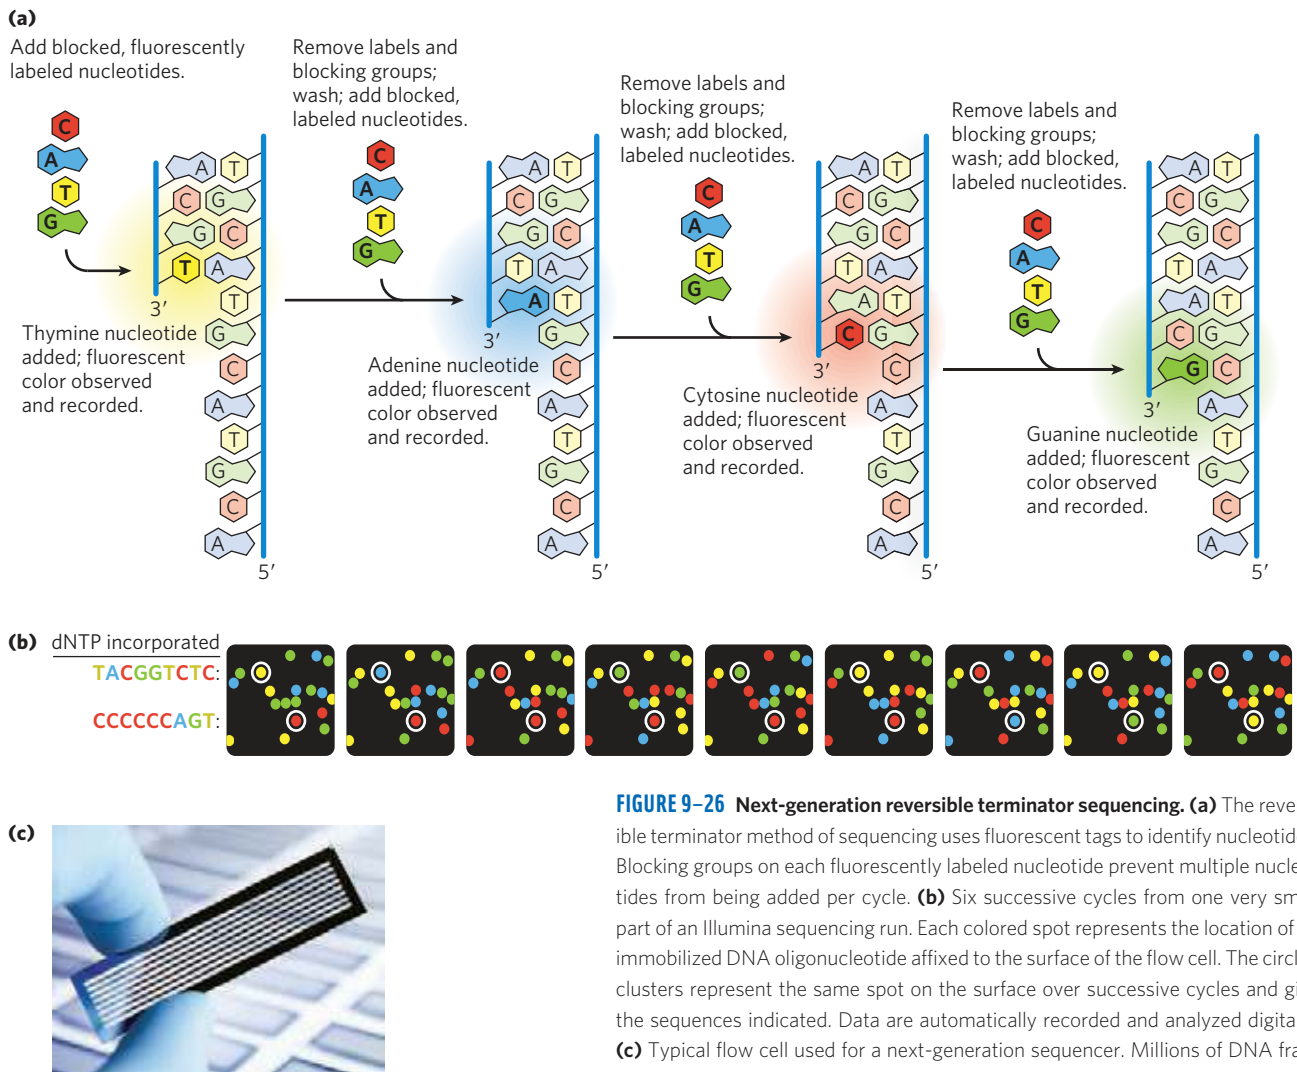 (a)
Add blocked, fluorescently
labeled nucleotides.
C
A
T
G
A T
C G
G C
T A
T
G
C
A
T
G
C
A
3′
5′
Thymine nucleotide
added; fluorescent
color observed
and recorded.
Remove labels and
blocking groups;
wash; add blocked,
labeled nucleotides.
C
A
T
G
A T
C G
G C
T A
A T
G
C
A
T
G
C
A
3′
5′
Adenine nucleotide
added; fluorescent
color observed
and recorded.
Remove labels and
blocking groups;
wash; add blocked,
labeled nucleotides.
C
A
T
G
A T
C G
G C
T A
A T
C G
C
A
T
G
C
A
3′
5′
Cytosine nucleotide
added; fluorescent
color observed
and recorded.
Remove labels and
blocking groups;
wash; add blocked,
labeled nucleotides.
C
A
T
G
A T
C G
G C
T A
A T
C G
G C
A
T
G
C
A
3′
5′
Guanine nucleotide
added; fluorescent
color observed
and recorded.
(b) dNTP incorporated
TACGGTCTC:
CCCCCCAGT:
(c)
FIGURE 9–26 Next-generation reversible terminator sequencing. (a) The rever
ible terminator method of sequencing uses fluorescent tags to identify nucleotid
Blocking groups on each fluorescently labeled nucleotide prevent multiple nucle
tides from being added per cycle. (b) Six successive cycles from one very sm
part of an Illumina sequencing run. Each colored spot represents the location of
immobilized DNA oligonucleotide affixed to the surface of the flow cell. The circl
clusters represent the same spot on the surface over successive cycles and gi
the sequences indicated. Data are automatically recorded and analyzed digita
(c) Typical flow cell used for a next-generation sequencer. Millions of DNA fra